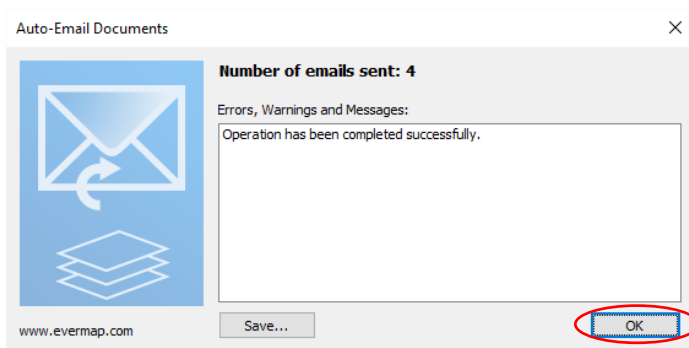 Auto-Email Documents
Number of emails sent: 4
Errors, Warnings and Messages:
Operation has been completed successfully.
www.evermap.com
Save...
OK